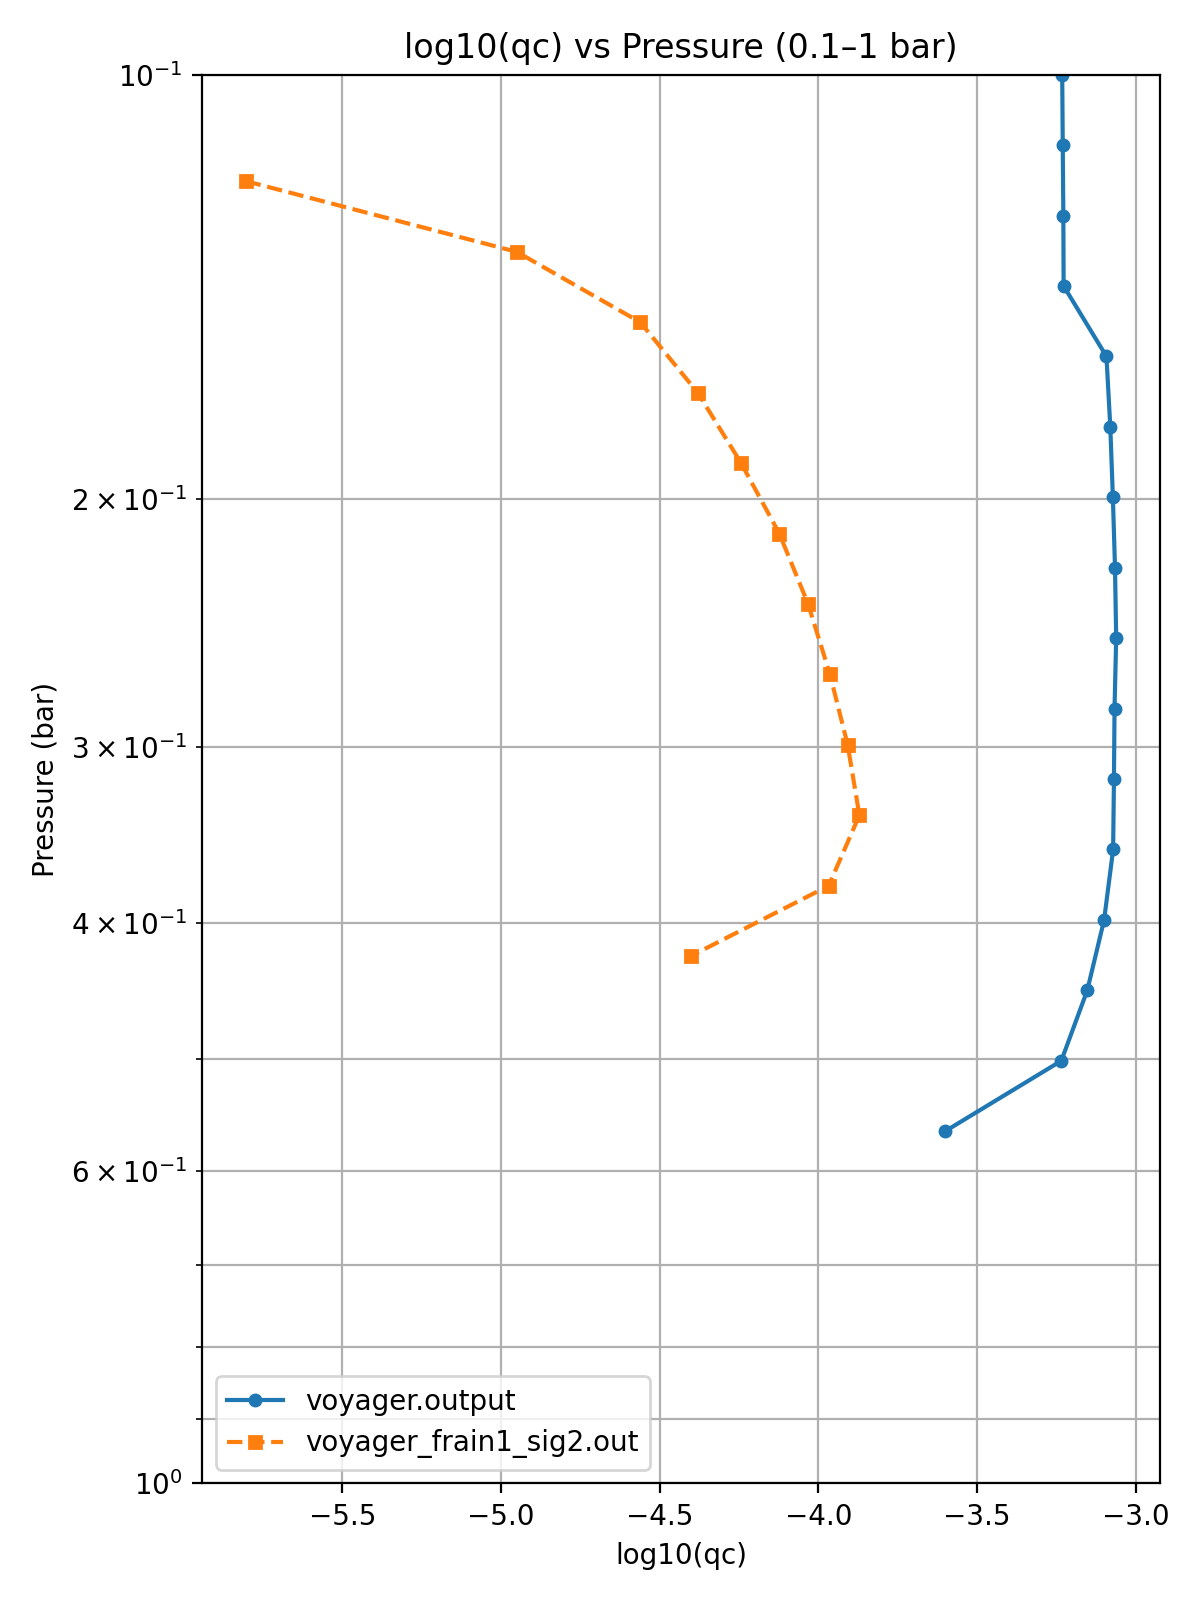 log10(qc) vs Pressure (0.1–1 bar)
10⁻¹
2 × 10⁻¹
3 × 10⁻¹
4 × 10⁻¹
6 × 10⁻¹
10⁰
Pressure (bar)
voyager.output
voyager_frain1_sig2.out
−5.5 −5.0 −4.5 −4.0 −3.5 −3.0
log10(qc)